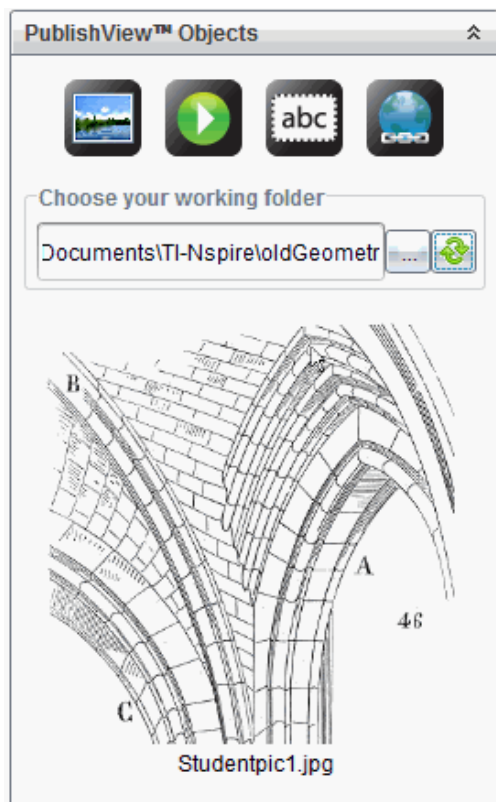 PublishView™ Objects
abc
Choose your working folder
Documents\TI-Nspire\oldGeometr
...
B
A
46
C
Studentpic1.jpg